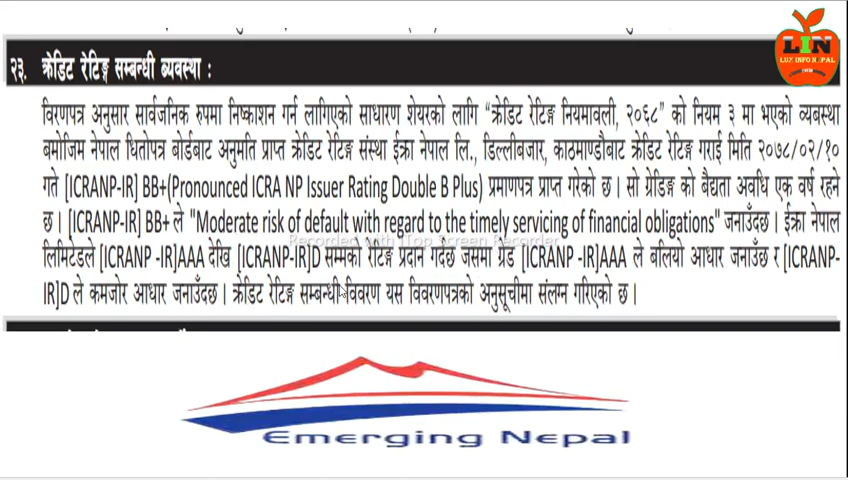 LIN
LUZ INFO NEPAL
२३. क्रेडिट रेटिङ्ग सम्बन्धी ब्यवस्था :
विरणपत्र अनुसार सार्वजनिक रुपमा निष्काशन गर्न लागिएको साधारण शेयरको लागि “क्रेडिट रेटिङ्ग नियमावली, २०६८” को नियम ३ मा भएको व्यबस्था
बमोजिम नेपाल धितोपत्र बोर्डबाट अनुमति प्राप्त क्रेडिट रेटिङ्ग संस्था ईक्रा नेपाल लि., डिल्लीबजार, काठमाण्डौबाट क्रेडिट रेटिङ्ग गराई मिति २०७८/०२/१०
गते [ICRANP-IR] BB+(Pronounced ICRA NP Issuer Rating Double B Plus) प्रमाणपत्र प्राप्त गरेको छ। सो ग्रेडिङ्ग को बैद्यता अवधि एक वर्ष रहने
छ। [ICRANP-IR] BB+ ले "Moderate risk of default with regard to the timely servicing of financial obligations" जनाउँदछ। ईक्रा नेपाल
Recorded with iTop Screen Recorder
लिमिटेडले [ICRANP -IR]AAA देखि [ICRANP-IR]D सम्मको रेटिङ्ग प्रदान गर्दछ जसमा ग्रेड [ICRANP -IR]AAA ले बलियो आधार जनाउँछ र [ICRANP-
IR]D ले कमजोर आधार जनाउँदछ। क्रेडिट रेटिङ्ग सम्बन्धी विवरण यस विवरणपत्रको अनुसूचीमा संलग्न गरिएको छ।
Emerging Nepal